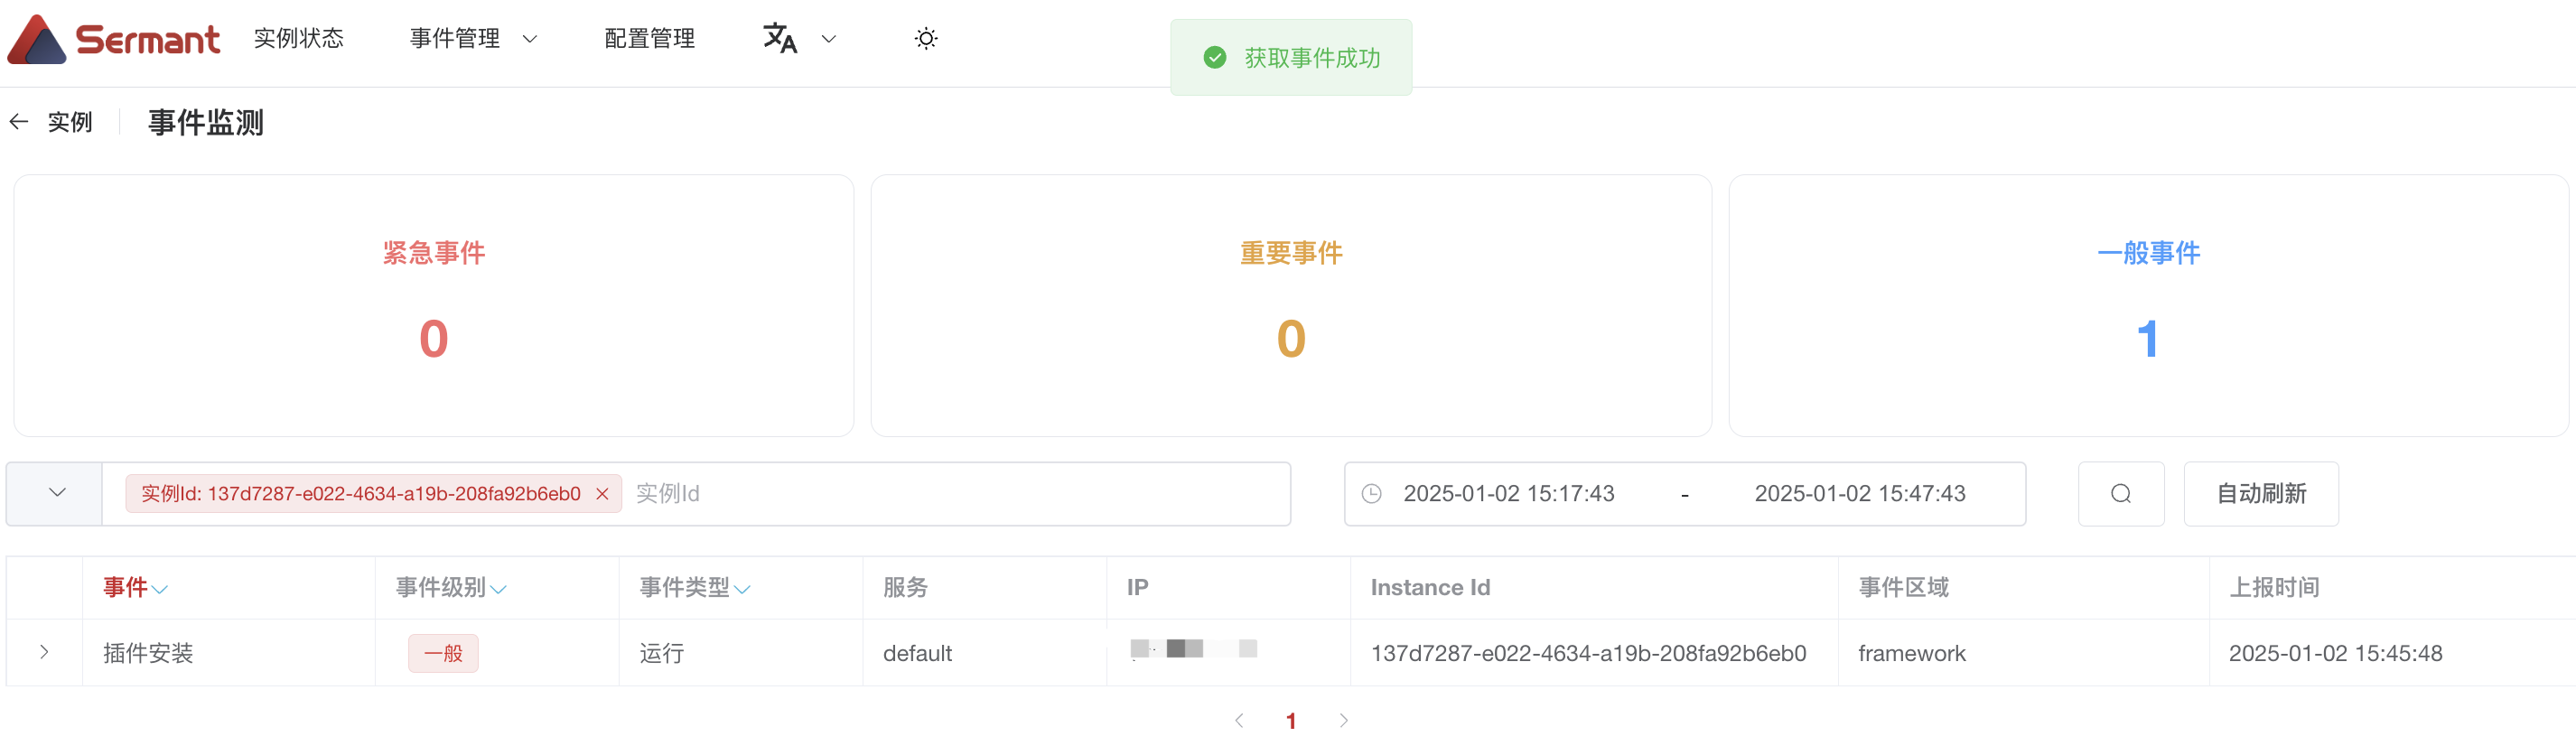 Sermant 实例状态 事件管理 配置管理 文A 获取事件成功
实例 事件监测
紧急事件 重要事件 一般事件
0 0 1
实例Id: 137d7287-e022-4634-a19b-208fa92b6eb0 实例Id 2025-01-02 15:17:43 - 2025-01-02 15:47:43 自动刷新
事件 事件级别 事件类型 服务 IP Instance Id 事件区域 上报时间
插件安装 一般 运行 default 137d7287-e022-4634-a19b-208fa92b6eb0 framework 2025-01-02 15:45:48
1